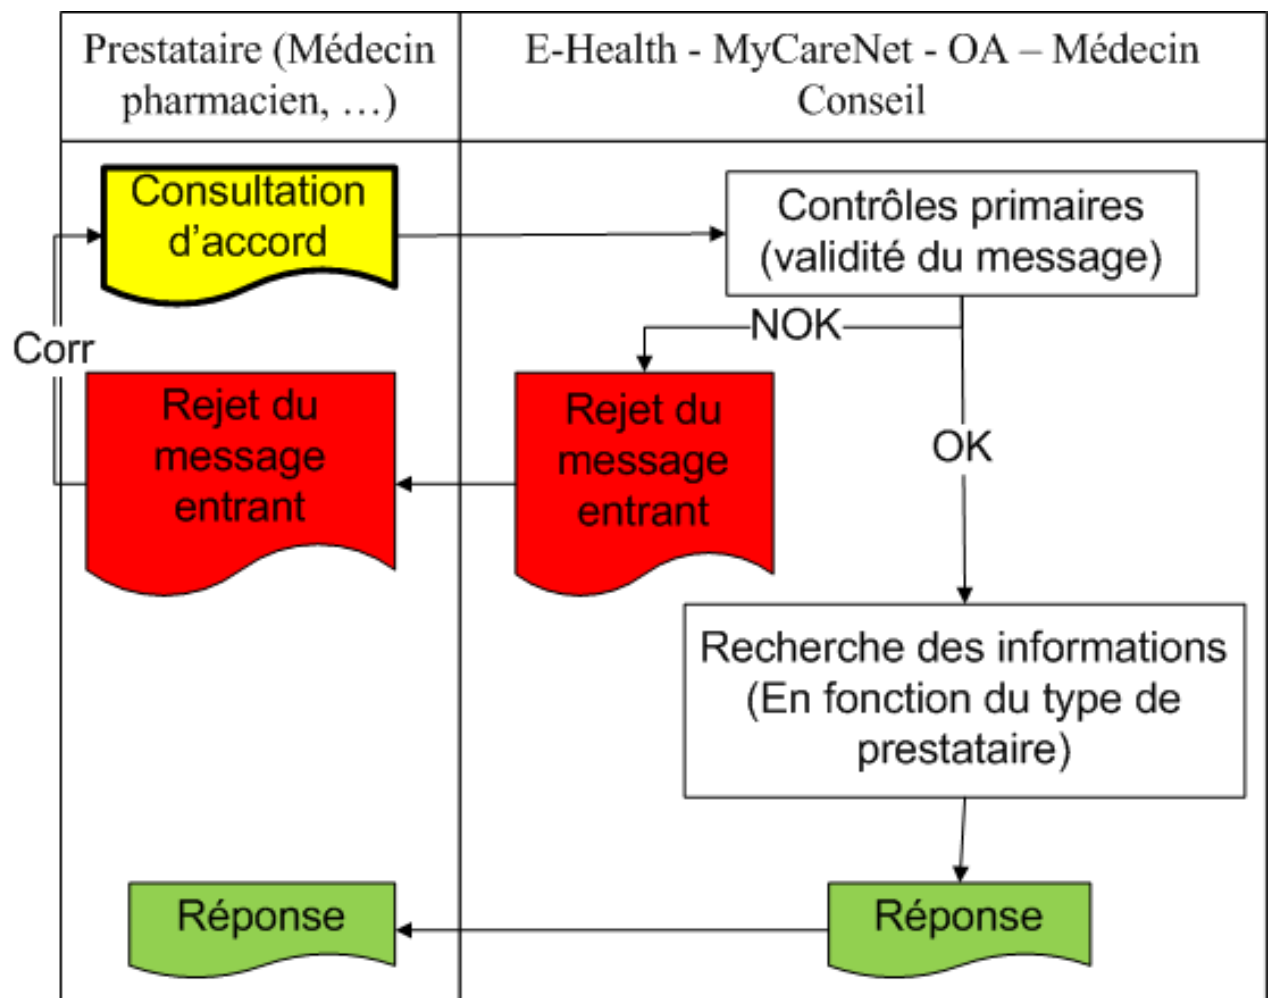 Prestataire (Médecin
pharmacien, …)
E-Health - MyCareNet - OA – Médecin
Conseil
Consultation
d’accord
Contrôles primaires
(validité du message)
NOK
Corr
Rejet du
message
entrant
Rejet du
message
entrant
OK
Recherche des informations
(En fonction du type de
prestataire)
Réponse
Réponse